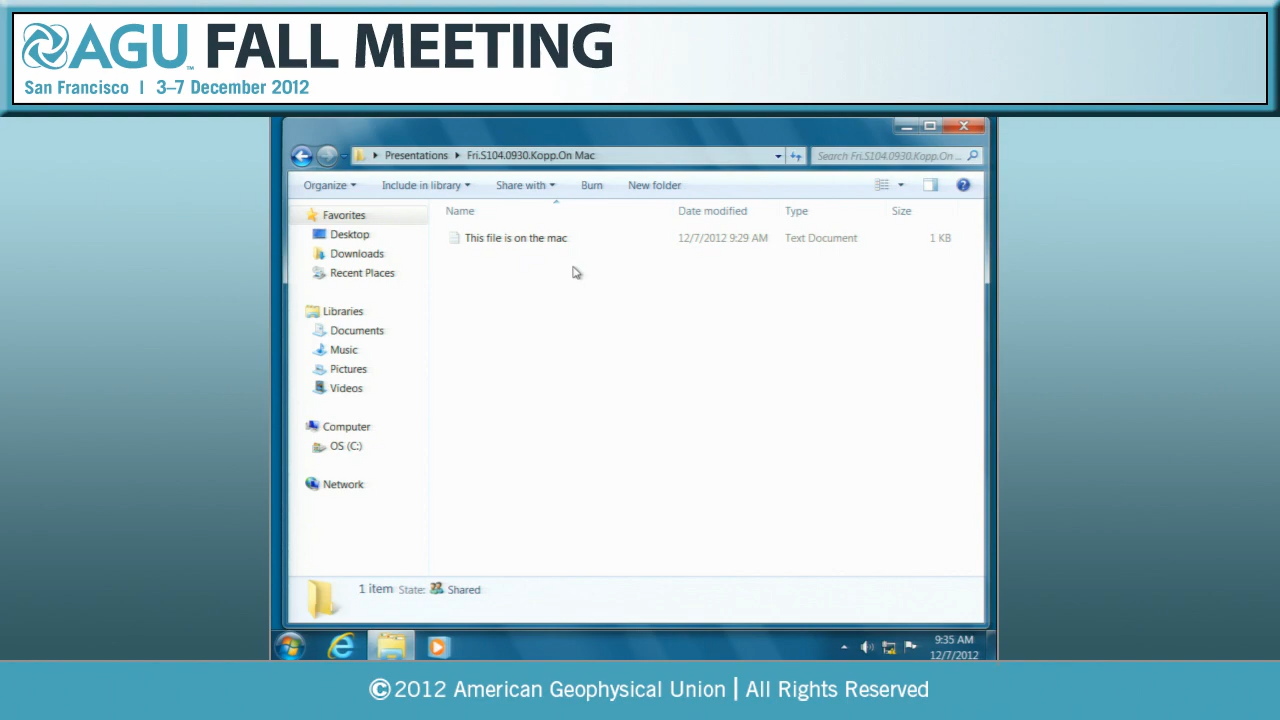 AGU™ FALL MEETING
San Francisco | 3–7 December 2012
Presentations Fri.S104.0930.Kopp.On Mac
Search Fri.S104.0930.Kopp.On ...
Organize Include in library Share with Burn New folder
Name Date modified Type Size
Favorites
This file is on the mac 12/7/2012 9:29 AM Text Document 1 KB
Desktop
Downloads
Recent Places
Libraries
Documents
Music
Pictures
Videos
Computer
OS (C:)
Network
1 item State: Shared
9:35 AM
12/7/2012
©2012 American Geophysical Union | All Rights Reserved